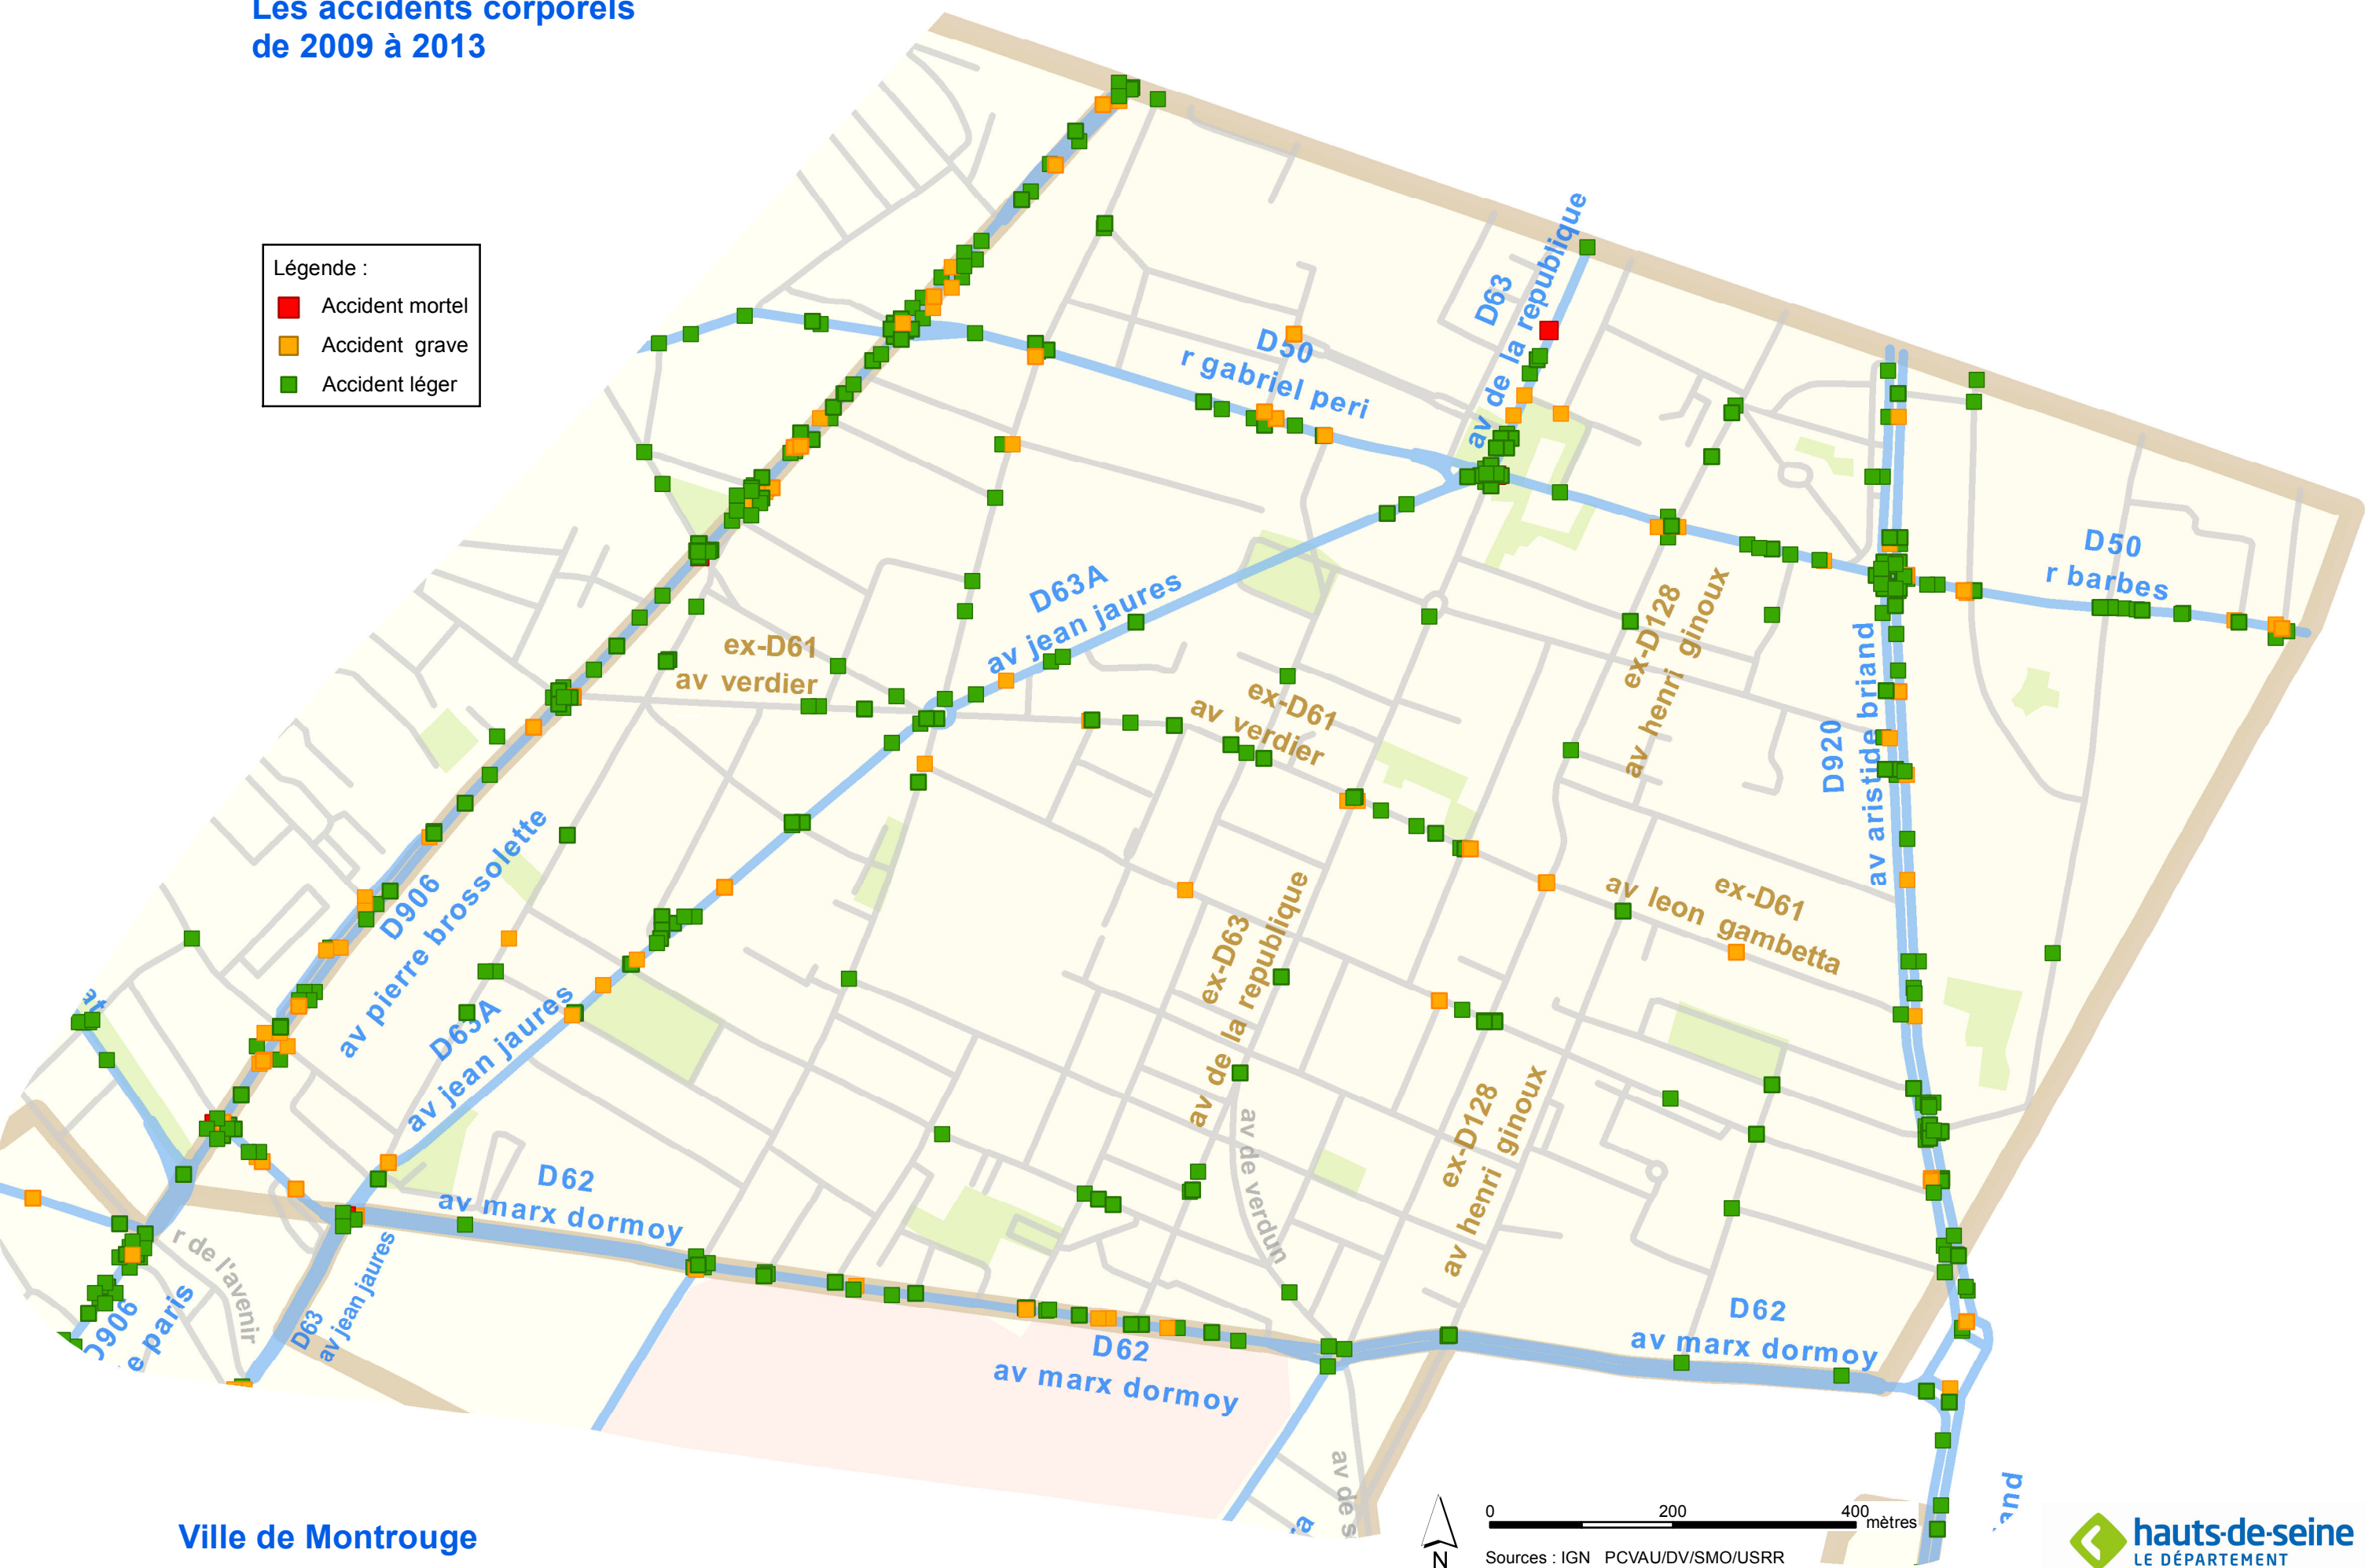 Les accidents corporels
de 2009 à 2013
Légende :
Accident mortel
Accident grave
Accident léger
D63
av de la republique
D50
r gabriel peri
D50
r barbes
D63A
av jean jaures
ex-D61
av verdier
ex-D61
av verdier
ex-D128
av henri ginoux
D920
av aristide briand
D906
av pierre brossolette
ex-D61
av leon gambetta
ex-D63
av de la republique
D63A
av jean jaures
ex-D128
av henri ginoux
av de verdun
D62
av marx dormoy
r de l'avenir
D63
av jean jaures
D906
e paris
D62
av marx dormoy
D62
av marx dormoy
av de s
Ville de Montrouge
N
0 200 400 mètres
Sources : IGN PCVAU/DV/SMO/USRR
hauts-de-seine
LE DÉPARTEMENT